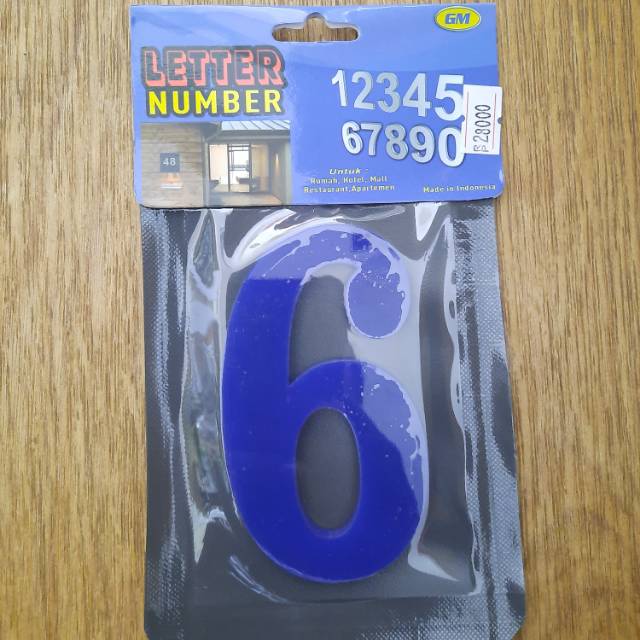 GM
LETTER
NUMBER
12345
67890
28000
48
Untuk :
Rumah, Hotel, Mall
Restaurant, Apartemen
Made in Indonesia
6